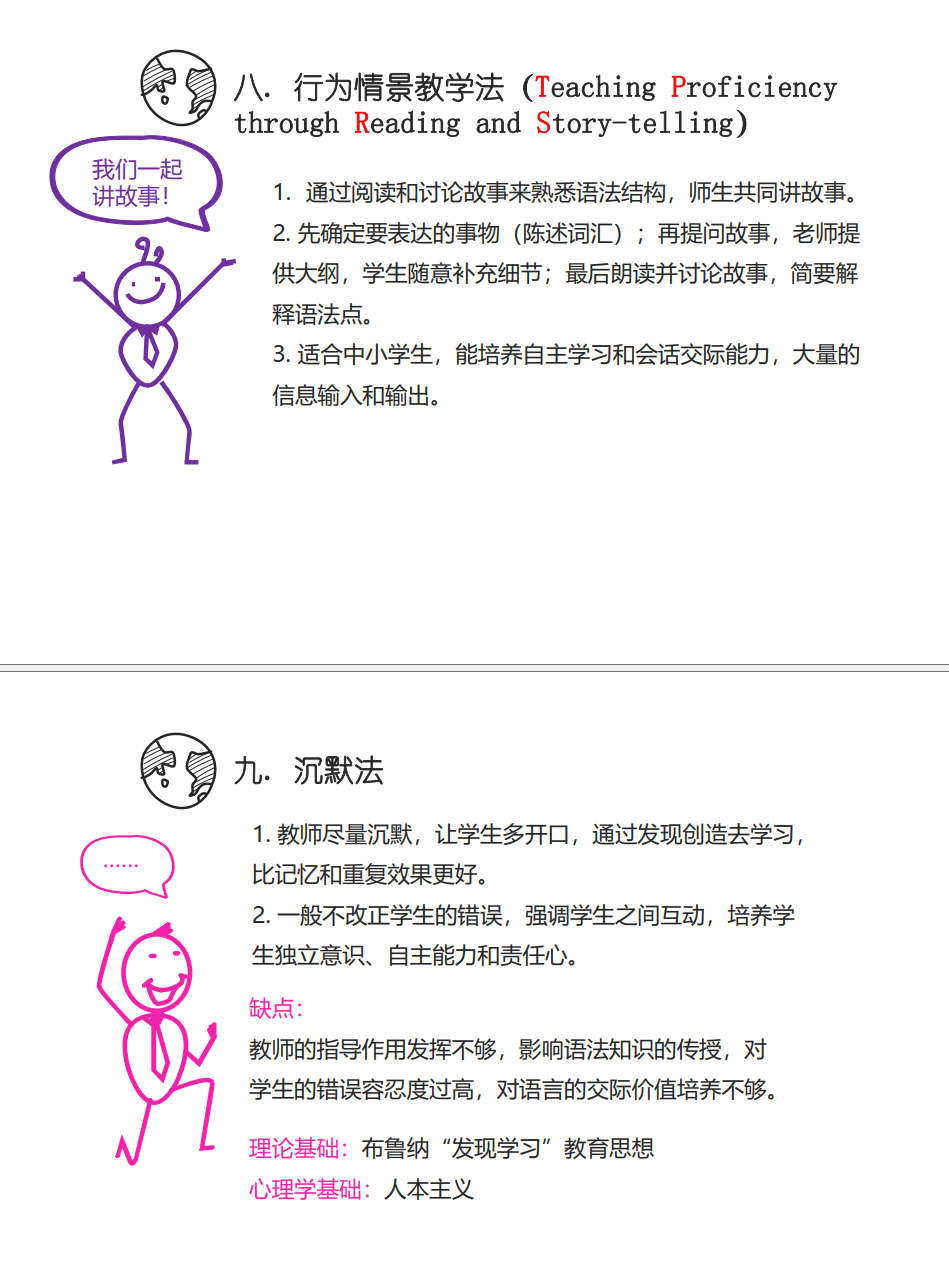 八. 行为情景教学法 (Teaching Proficiency
through Reading and Story-telling)
我们一起
讲故事！
1. 通过阅读和讨论故事来熟悉语法结构，师生共同讲故事。
2. 先确定要表达的事物（陈述词汇）；再提问故事，老师提
供大纲，学生随意补充细节；最后朗读并讨论故事，简要解
释语法点。
3. 适合中小学生，能培养自主学习和会话交际能力，大量的
信息输入和输出。
九. 沉默法
……
1. 教师尽量沉默，让学生多开口，通过发现创造去学习，
比记忆和重复效果更好。
2. 一般不改正学生的错误，强调学生之间互动，培养学
生独立意识、自主能力和责任心。
缺点：
教师的指导作用发挥不够，影响语法知识的传授，对
学生的错误容忍度过高，对语言的交际价值培养不够。
理论基础：布鲁纳“发现学习”教育思想
心理学基础：人本主义